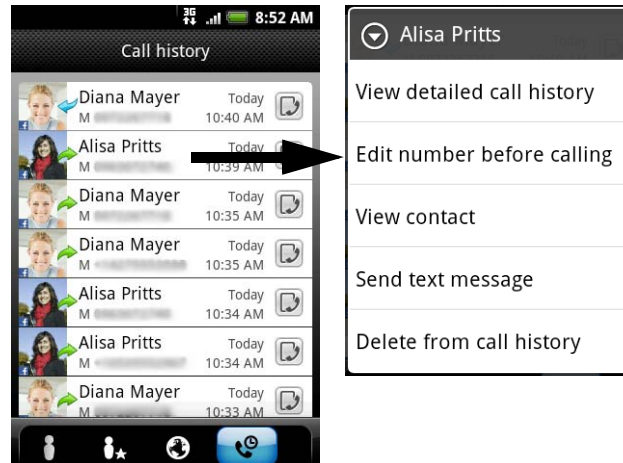 3G 8:52 AM
Call history
Diana Mayer Today
M 10:40 AM
Alisa Pritts Today
M 10:39 AM
Diana Mayer Today
M 10:35 AM
Diana Mayer Today
M 10:35 AM
Alisa Pritts Today
M 10:34 AM
Alisa Pritts Today
M 10:34 AM
Diana Mayer Today
M 10:33 AM
Alisa Pritts
View detailed call history
Edit number before calling
View contact
Send text message
Delete from call history